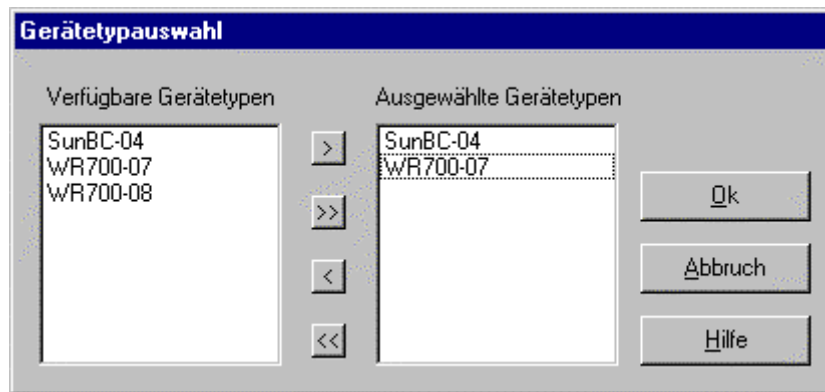 Gerätetypauswahl
Verfügbare Gerätetypen
SunBC-04
WR700-07
WR700-08
>
>>
<
<<
Ausgewählte Gerätetypen
SunBC-04
WR700-07
Ok
Abbruch
Hilfe